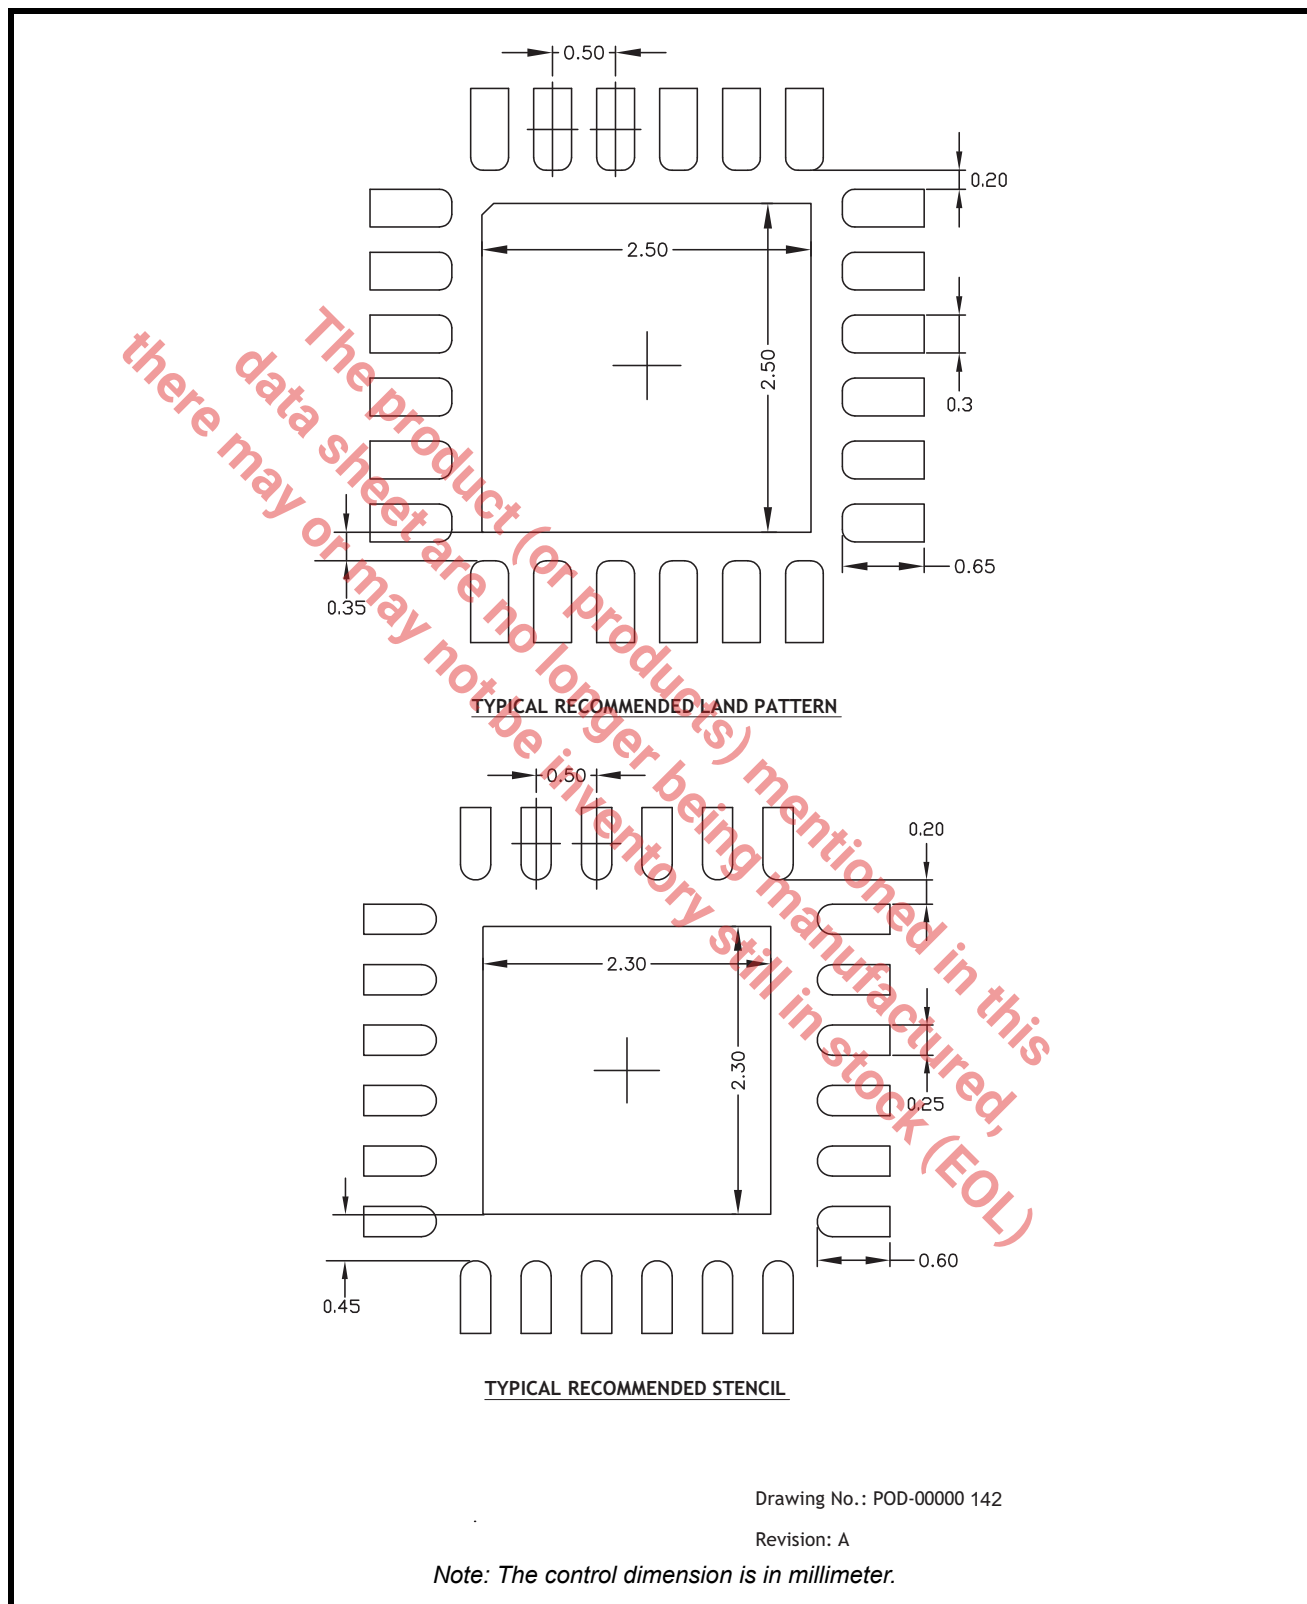 0.50
0.20
2.50
2.50
0.3
0.65
0.35
TYPICAL RECOMMENDED LAND PATTERN
The product (or products) mentioned in this
data sheet are no longer being manufactured,
there may or may not be inventory still in stock (EOL)
0.50
0.20
2.30
2.30
0.25
0.60
0.45
TYPICAL RECOMMENDED STENCIL
Drawing No.: POD-00000 142
Revision: A
Note: The control dimension is in millimeter.